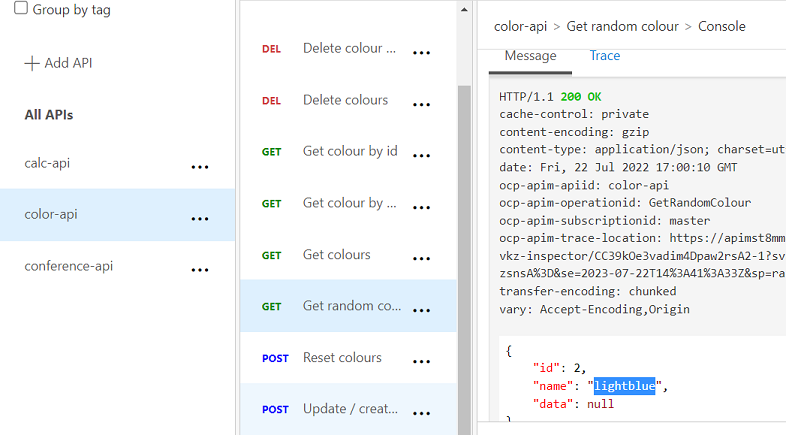 Group by tag
Add API
All APIs
calc-api
...
color-api
...
conference-api
...
DEL Delete colour ... ...
DEL Delete colours ...
GET Get colour by id ...
GET Get colour by ... ...
GET Get colours ...
GET Get random co... ...
POST Reset colours ...
POST Update / creat... ...
color-api > Get random colour > Console
Message Trace
HTTP/1.1 200 OK
cache-control: private
content-encoding: gzip
content-type: application/json; charset=ut
date: Fri, 22 Jul 2022 17:00:10 GMT
ocp-apim-apiid: color-api
ocp-apim-operationid: GetRandomColour
ocp-apim-subscriptionid: master
ocp-apim-trace-location: https://apimst8mm
vkz-inspector/CC39kOe3vadim4Dpaw2rsA2-1?sv
zsnsA%3D&se=2023-07-22T14%3A41%3A33Z&sp=ra
transfer-encoding: chunked
vary: Accept-Encoding,Origin
{
"id": 2,
"name": "lightblue",
"data": null
}